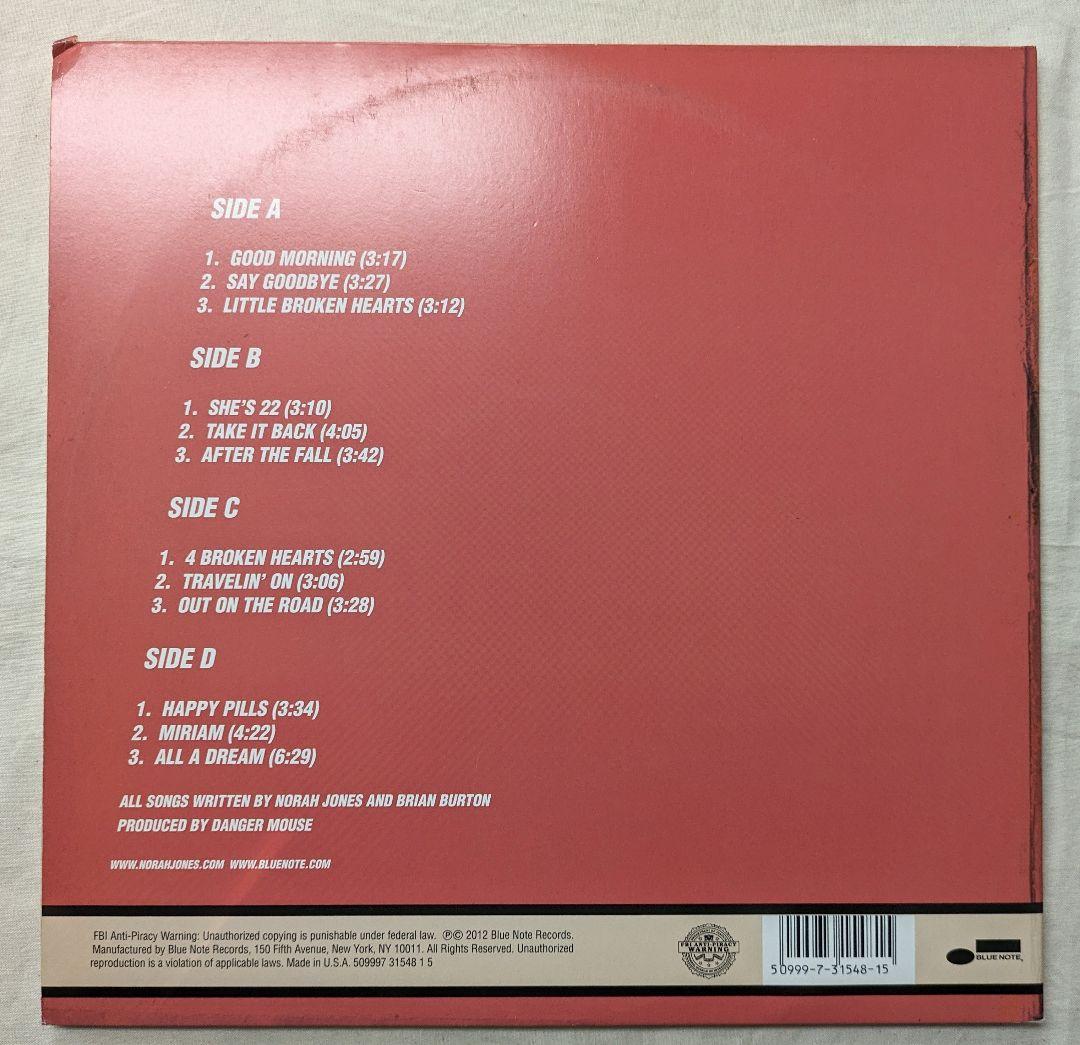 SIDE A
1. GOOD MORNING (3:17)
2. SAY GOODBYE (3:27)
3. LITTLE BROKEN HEARTS (3:12)
SIDE B
1. SHE'S 22 (3:10)
2. TAKE IT BACK (4:05)
3. AFTER THE FALL (3:42)
SIDE C
1. 4 BROKEN HEARTS (2:59)
2. TRAVELIN' ON (3:06)
3. OUT ON THE ROAD (3:28)
SIDE D
1. HAPPY PILLS (3:34)
2. MIRIAM (4:22)
3. ALL A DREAM (6:29)
ALL SONGS WRITTEN BY NORAH JONES AND BRIAN BURTON
PRODUCED BY DANGER MOUSE
WWW.NORAHJONES.COM WWW.BLUENOTE.COM
FBI Anti-Piracy Warning: Unauthorized copying is punishable under federal law. ℗© 2012 Blue Note Records.
Manufactured by Blue Note Records, 150 Fifth Avenue, New York, NY 10011. All Rights Reserved. Unauthorized
reproduction is a violation of applicable laws. Made in U.S.A. 509997 31548 1 5
FBI ANTI-PIRACY
WARNING
5 0999-7-31548-15
BLUE NOTE